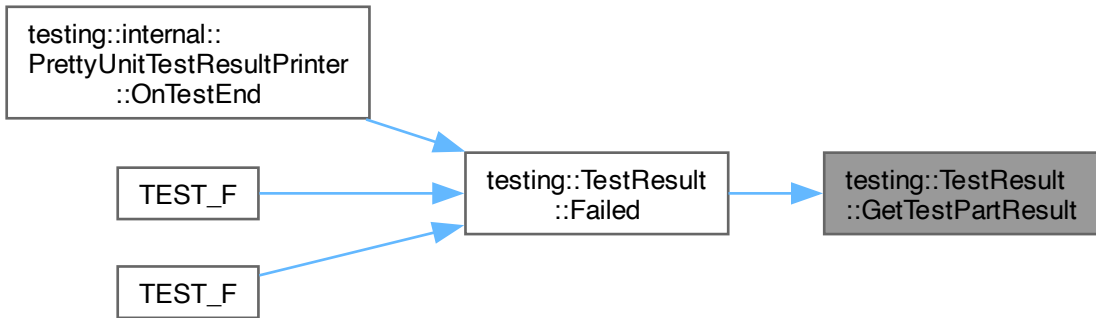 testing::internal::
PrettyUnitTestResultPrinter
::OnTestEnd
TEST_F
TEST_F
testing::TestResult
::Failed
testing::TestResult
::GetTestPartResult